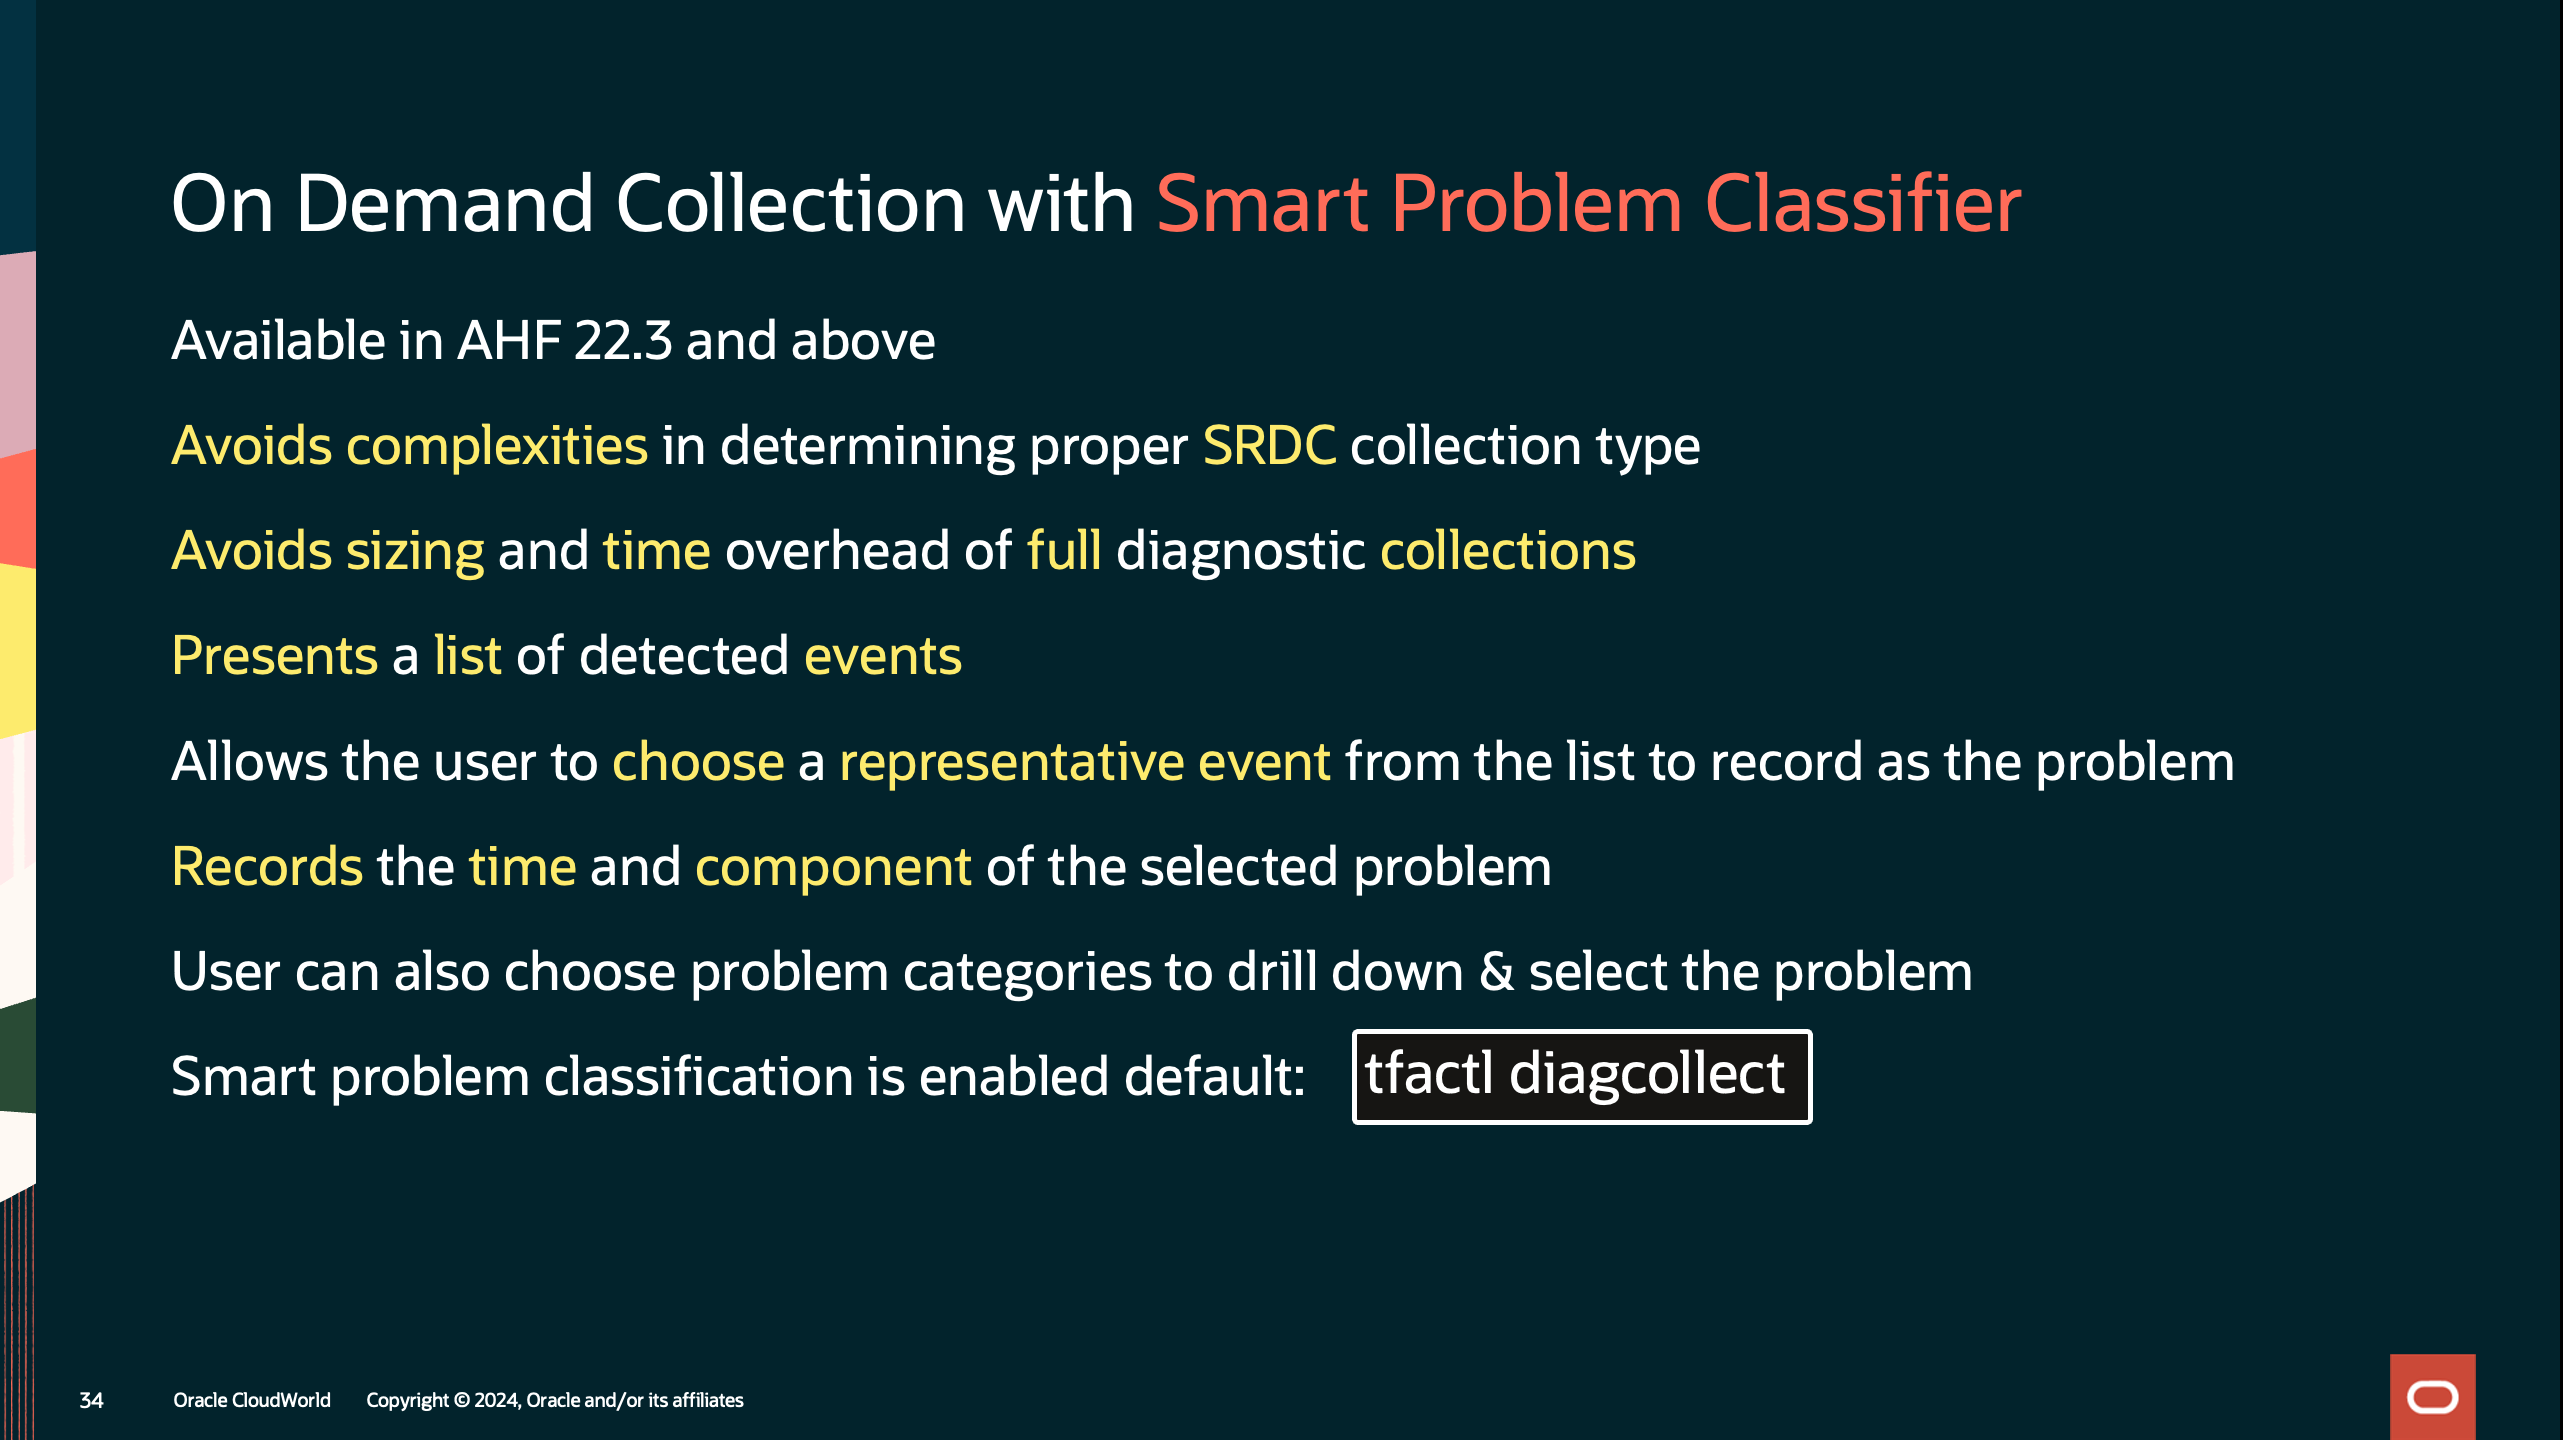 On Demand Collection with Smart Problem Classifier
Available in AHF 22.3 and above
Avoids complexities in determining proper SRDC collection type
Avoids sizing and time overhead of full diagnostic collections
Presents a list of detected events
Allows the user to choose a representative event from the list to record as the problem
Records the time and component of the selected problem
User can also choose problem categories to drill down & select the problem
Smart problem classification is enabled default: tfactl diagcollect
34 Oracle CloudWorld Copyright © 2024, Oracle and/or its affiliates